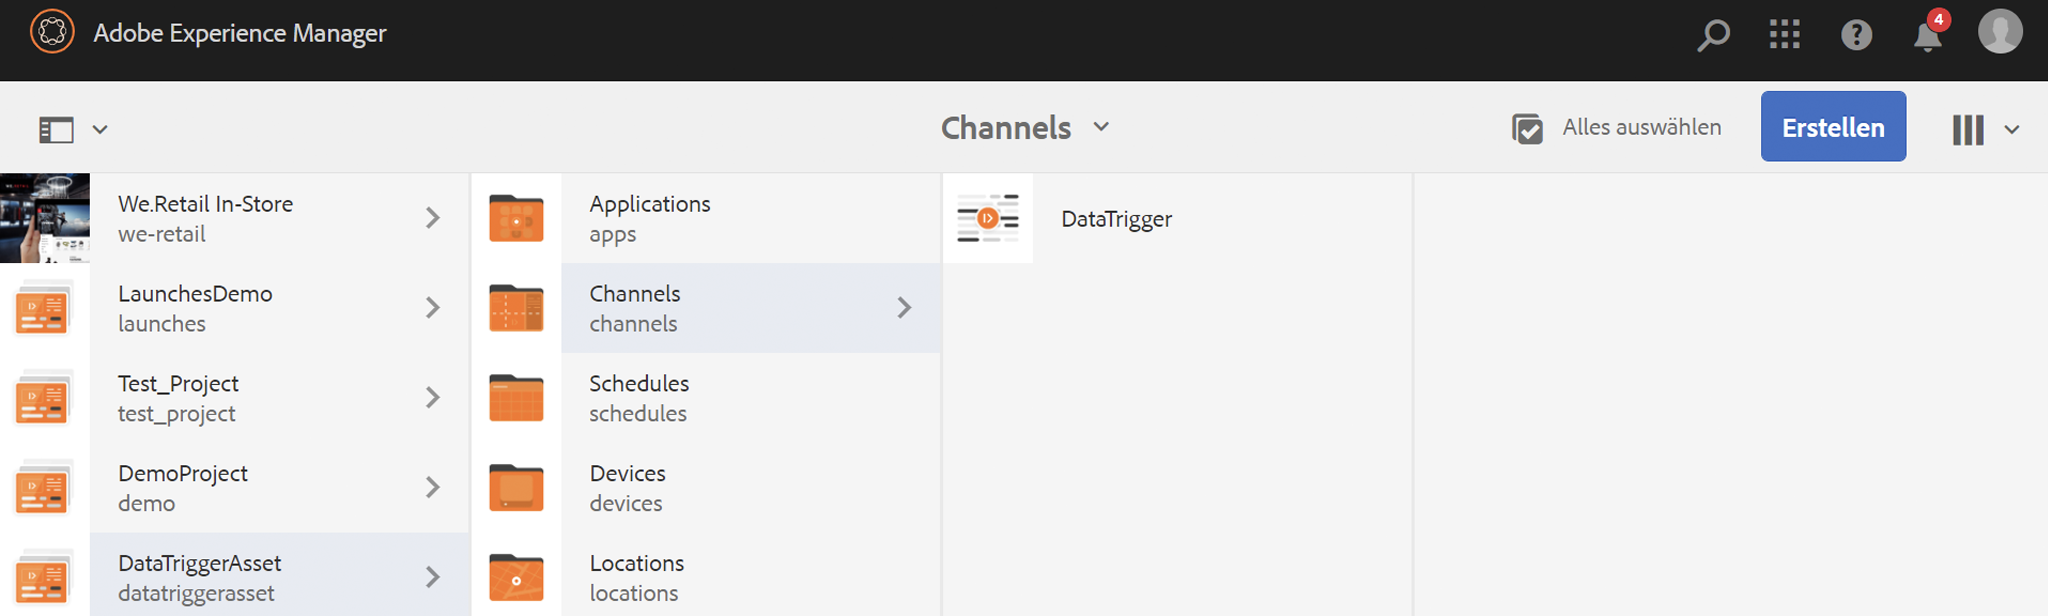 Adobe Experience Manager
4
Channels
Alles auswählen
Erstellen
We.Retail In-Store
we-retail
LaunchesDemo
launches
Test_Project
test_project
DemoProject
demo
DataTriggerAsset
datatriggerasset
Applications
apps
Channels
channels
Schedules
schedules
Devices
devices
Locations
locations
DataTrigger